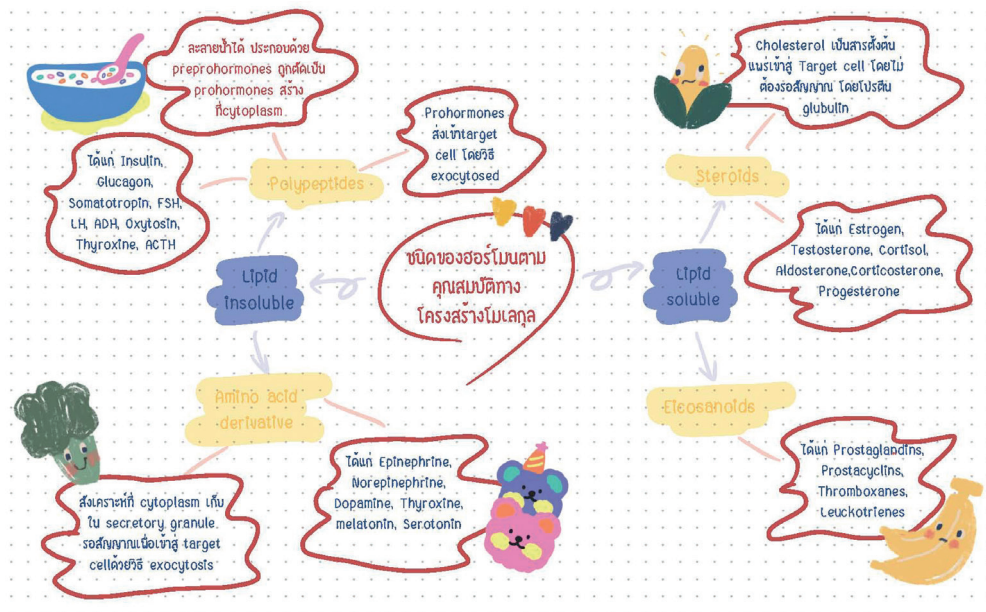 ชนิดของฮอร์โมนตาม
คุณสมบัติทาง
โครงสร้างโมเลกุล
Lipid
insoluble
Polypeptides
ละลายน้ำได้ ประกอบด้วย
preprohormones ถูกตัดเป็น
prohormones สร้าง
ที่cytoplasm
Prohormones
ส่งเข้าtarget
cell โดยวิธี
exocytosed
ได้แก่ Insulin,
Glucagon,
Somatotropin, FSH,
LH, ADH, Oxytosin,
Thyroxine, ACTH
Amino acid
derivative
สังเคราะห์ที่ cytoplasm เก็บ
ใน secretory granule
รอสัญญาณเพื่อเข้าสู่ target
cellด้วยวิธี exocytosis
ได้แก่ Epinephrine,
Norepinephrine,
Dopamine, Thyroxine,
melatonin, Serotonin
Lipid
soluble
Steroids
Cholesterol เป็นสารตั้งต้น
แพร่เข้าสู่ Target cell โดยไม่
ต้องรอสัญญาณ โดยโปรตีน
glubulin
ได้แก่ Estrogen,
Testosterone, Cortisol,
Aldosterone,Corticosterone,
Progesterone
Eicosanoids
ได้แก่ Prostaglandins,
Prostacyclins,
Thromboxanes,
Leuckotrienes